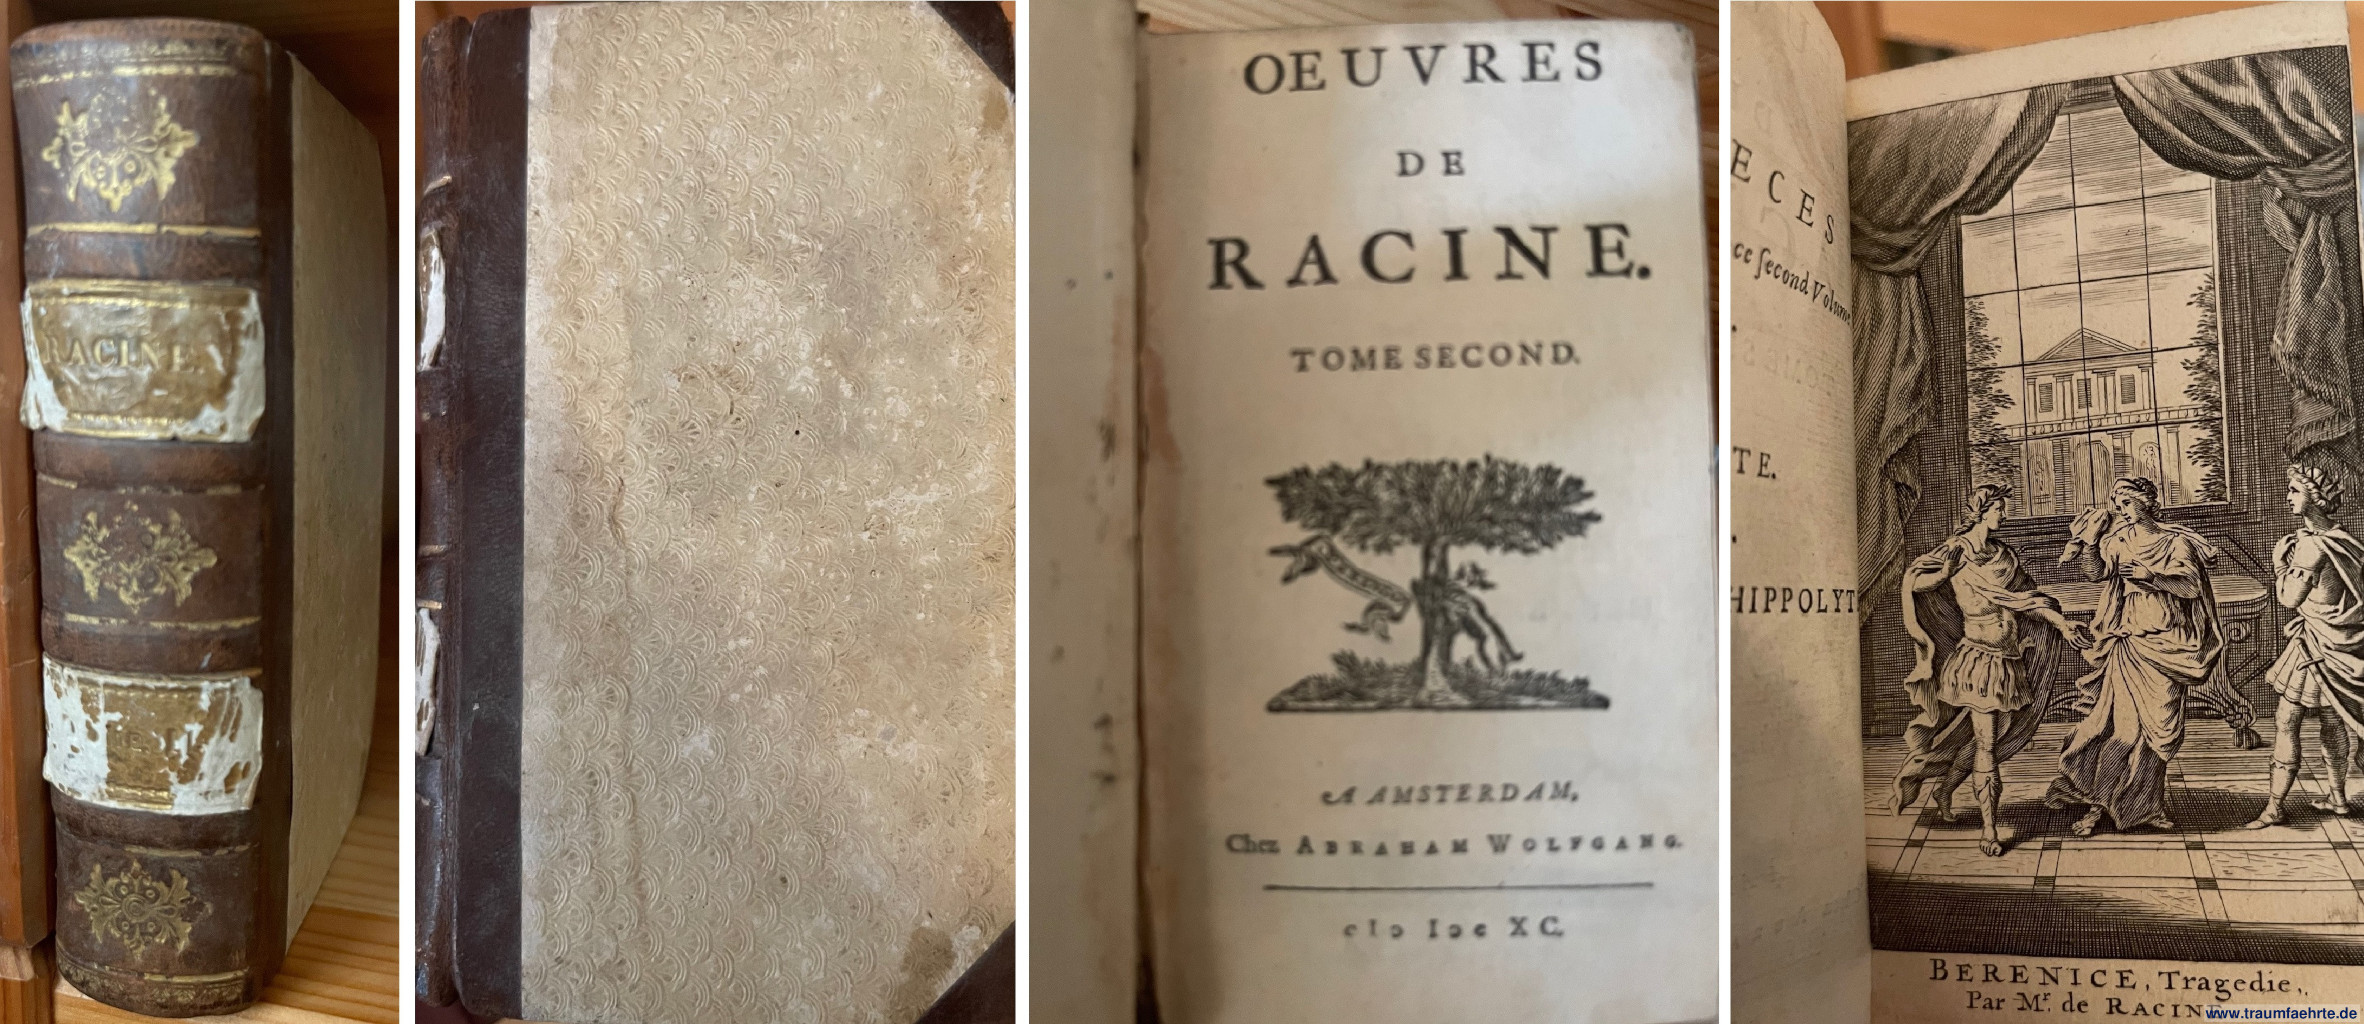 RACINE.
OEUVRES
DE
RACINE.
TOME SECOND.
A AMSTERDAM,
Chez ABRAHAM WOLFGANG.
cIɔ Iɔc XC.
ECES
ce second Volume
TE.
HIPPOLYT
BERENICE, Tragedie,
Par Mr. de RACINE
www.traumfaehrte.de